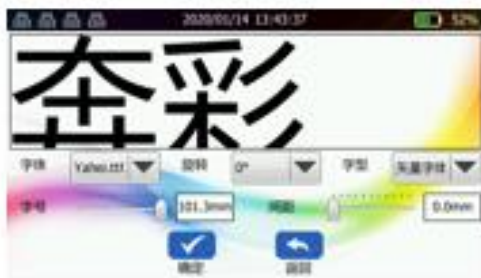 2020/01/14 13:43:37 52%
奔彩
字体 Yahei.ttf 旋转 0° 字型 矢量字体
字号 101.3mm 间距 0.0mm
确定 返回